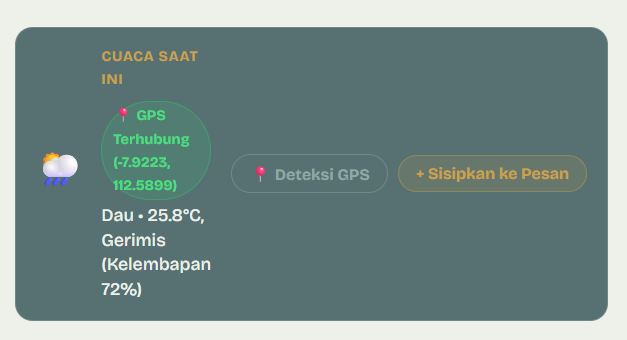 CUACA SAAT
INI
GPS
Terhubung
(-7.9223,
112.5899)
Dau • 25.8°C,
Gerimis
(Kelembapan
72%)
Deteksi GPS
+ Sisipkan ke Pesan